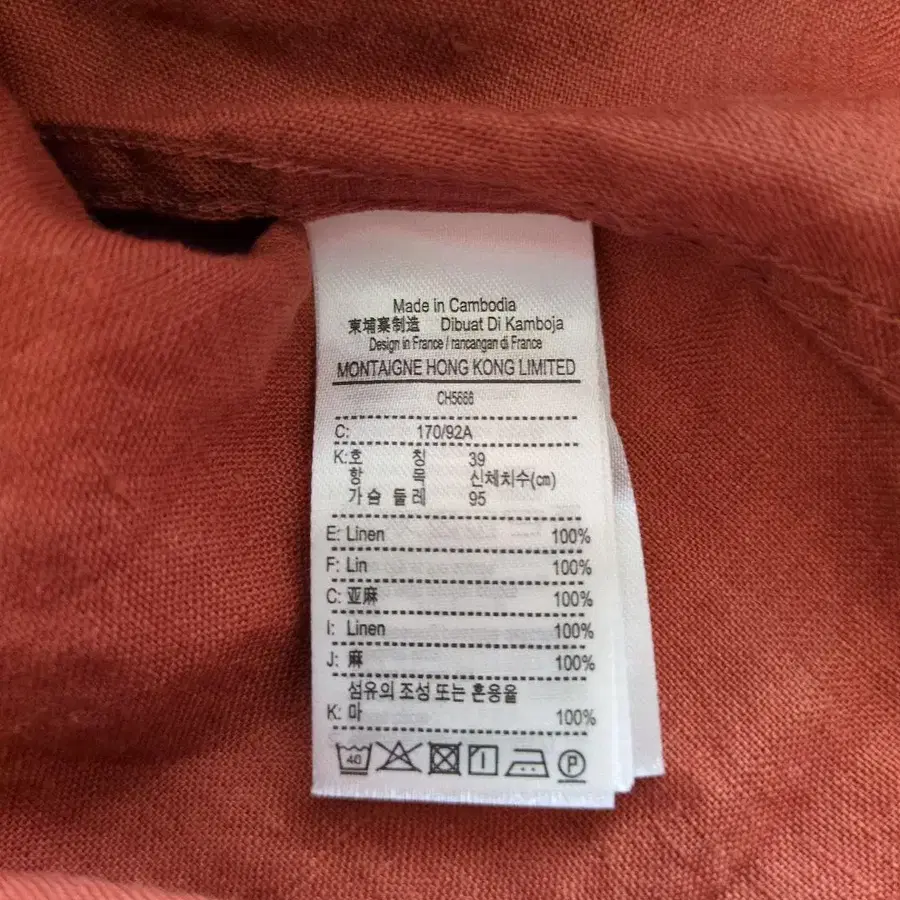 Made in Cambodia
柬埔寨制造 Dibuat Di Kamboja
Design in France / rancangan di France
MONTAIGNE HONG KONG LIMITED
CH5666
C: 170/92A
K:호 칭 39
항 목 신체치수(cm)
가슴 둘레 95
E: Linen 100%
F: Lin 100%
C: 亚麻 100%
I: Linen 100%
J: 麻 100%
섬유의 조성 또는 혼용율
K: 마 100%
40
P